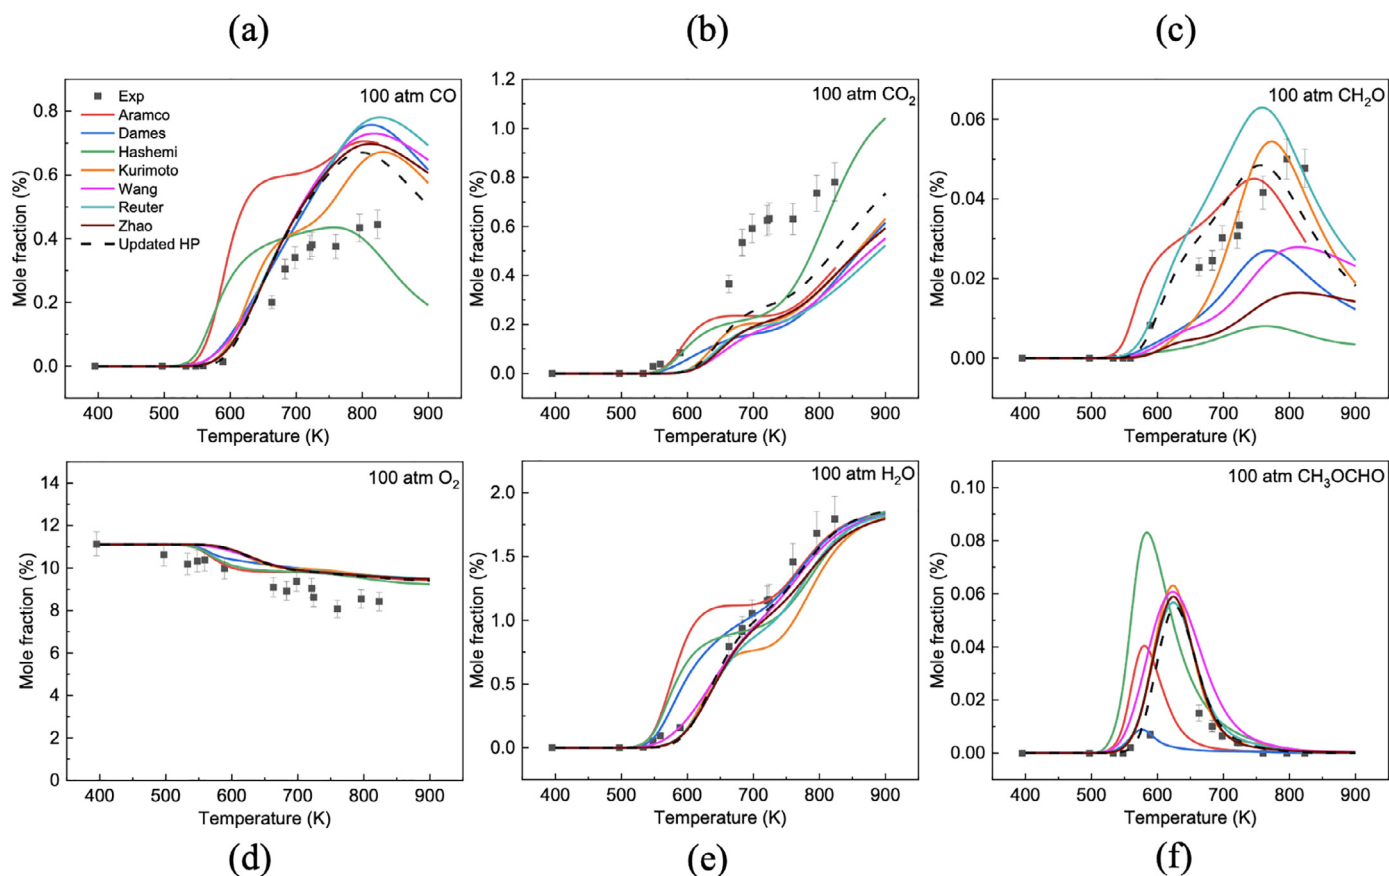 (a)
(b)
(c)
100 atm CO
Exp
Aramco
Dames
Hashemi
Kurimoto
Wang
Reuter
Zhao
Updated HP
Mole fraction (%)
0.8
0.6
0.4
0.2
0.0
400 500 600 700 800 900
Temperature (K)
100 atm CO₂
Mole fraction (%)
1.2
1.0
0.8
0.6
0.4
0.2
0.0
400 500 600 700 800 900
Temperature (K)
100 atm CH₂O
Mole fraction (%)
0.06
0.04
0.02
0.00
400 500 600 700 800 900
Temperature (K)
100 atm O₂
Mole fraction (%)
14
12
10
8
6
4
2
0
400 500 600 700 800 900
Temperature (K)
100 atm H₂O
Mole fraction (%)
2.0
1.5
1.0
0.5
0.0
400 500 600 700 800 900
Temperature (K)
100 atm CH₃OCHO
Mole fraction (%)
0.10
0.08
0.06
0.04
0.02
0.00
400 500 600 700 800 900
Temperature (K)
(d)
(e)
(f)